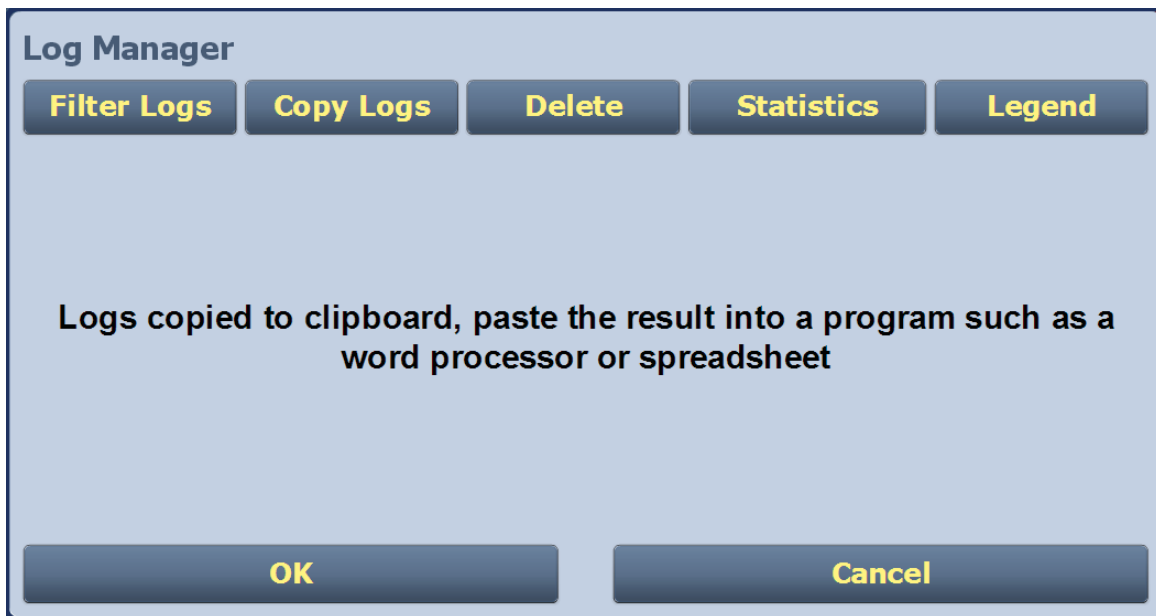 Log Manager
Filter Logs Copy Logs Delete Statistics Legend
Logs copied to clipboard, paste the result into a program such as a
word processor or spreadsheet
OK Cancel